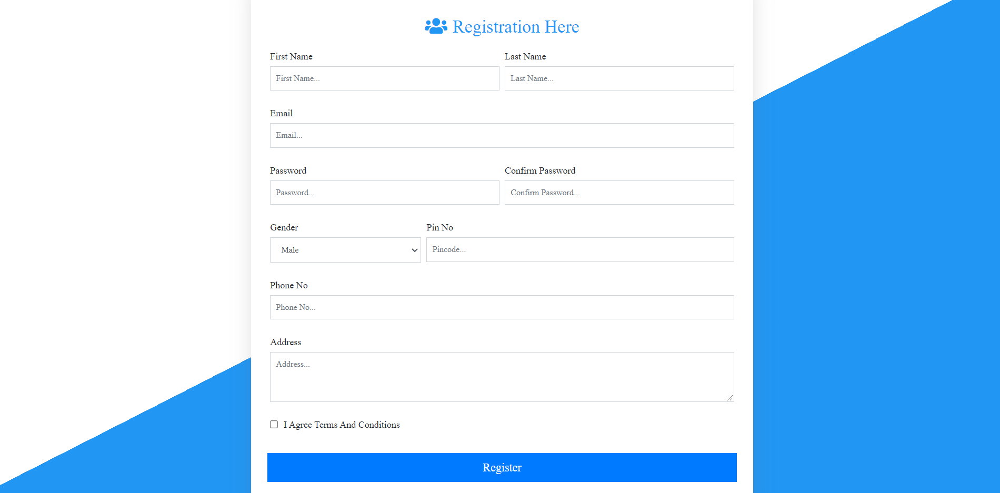 Registration Here
First Name Last Name
First Name... Last Name...
Email
Email...
Password Confirm Password
Password... Confirm Password...
Gender Pin No
Male Pincode...
Phone No
Phone No...
Address
Address...
I Agree Terms And Conditions
Register